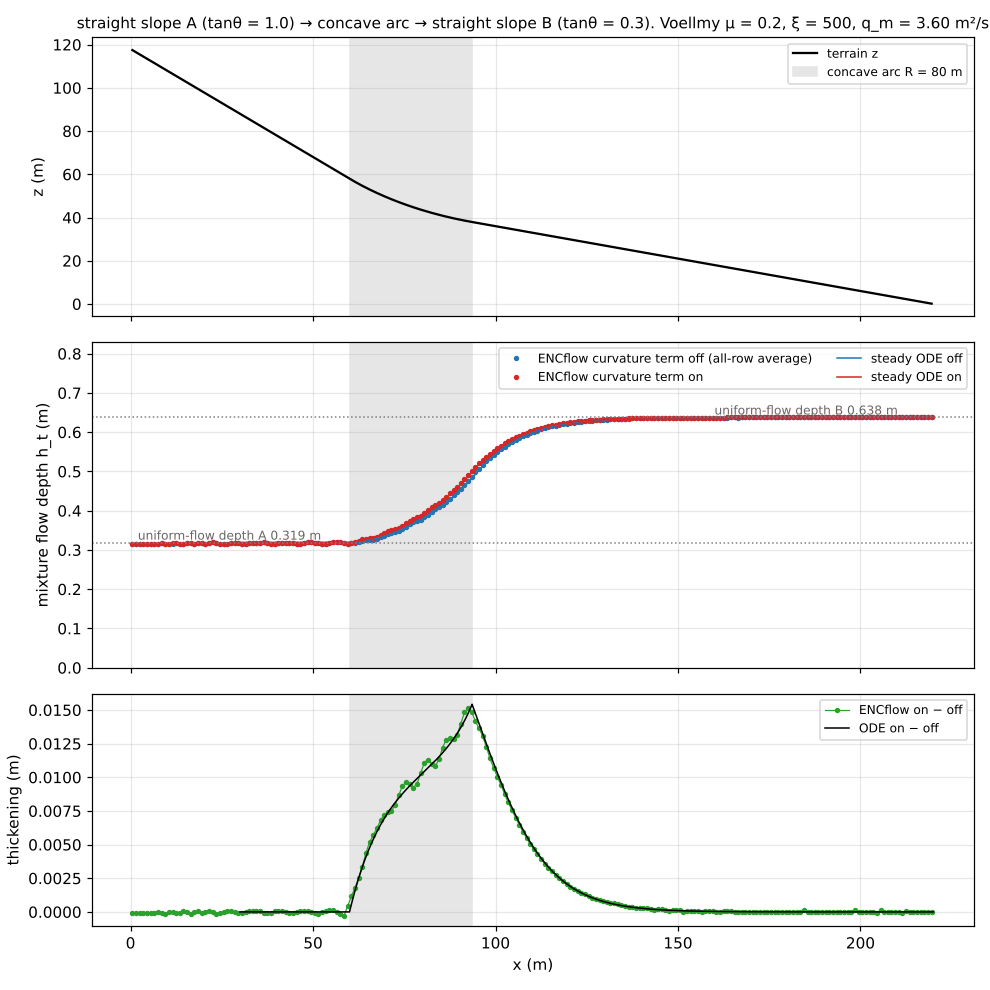 straight slope A (tanθ = 1.0) → concave arc → straight slope B (tanθ = 0.3). Voellmy μ = 0.2, ξ = 500, q_m = 3.60 m²/s
120
100
80
60
40
20
0
z (m)
terrain z
concave arc R = 80 m
0.8
0.7
0.6
0.5
0.4
0.3
0.2
0.1
0.0
mixture flow depth h_t (m)
ENCflow curvature term off (all-row average)
ENCflow curvature term on
steady ODE off
steady ODE on
uniform-flow depth B 0.638 m
uniform-flow depth A 0.319 m
0.0150
0.0125
0.0100
0.0075
0.0050
0.0025
0.0000
thickening (m)
ENCflow on − off
ODE on − off
0
50
100
150
200
x (m)